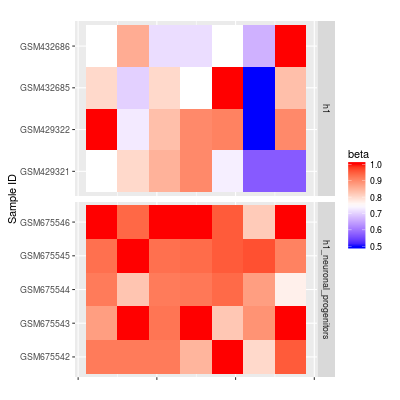 Sample ID
GSM432686
GSM432685
GSM429322
GSM429321
h1
GSM675546
GSM675545
GSM675544
GSM675543
GSM675542
h1_neuronal_progenitors
beta
1.0
0.9
0.8
0.7
0.6
0.5